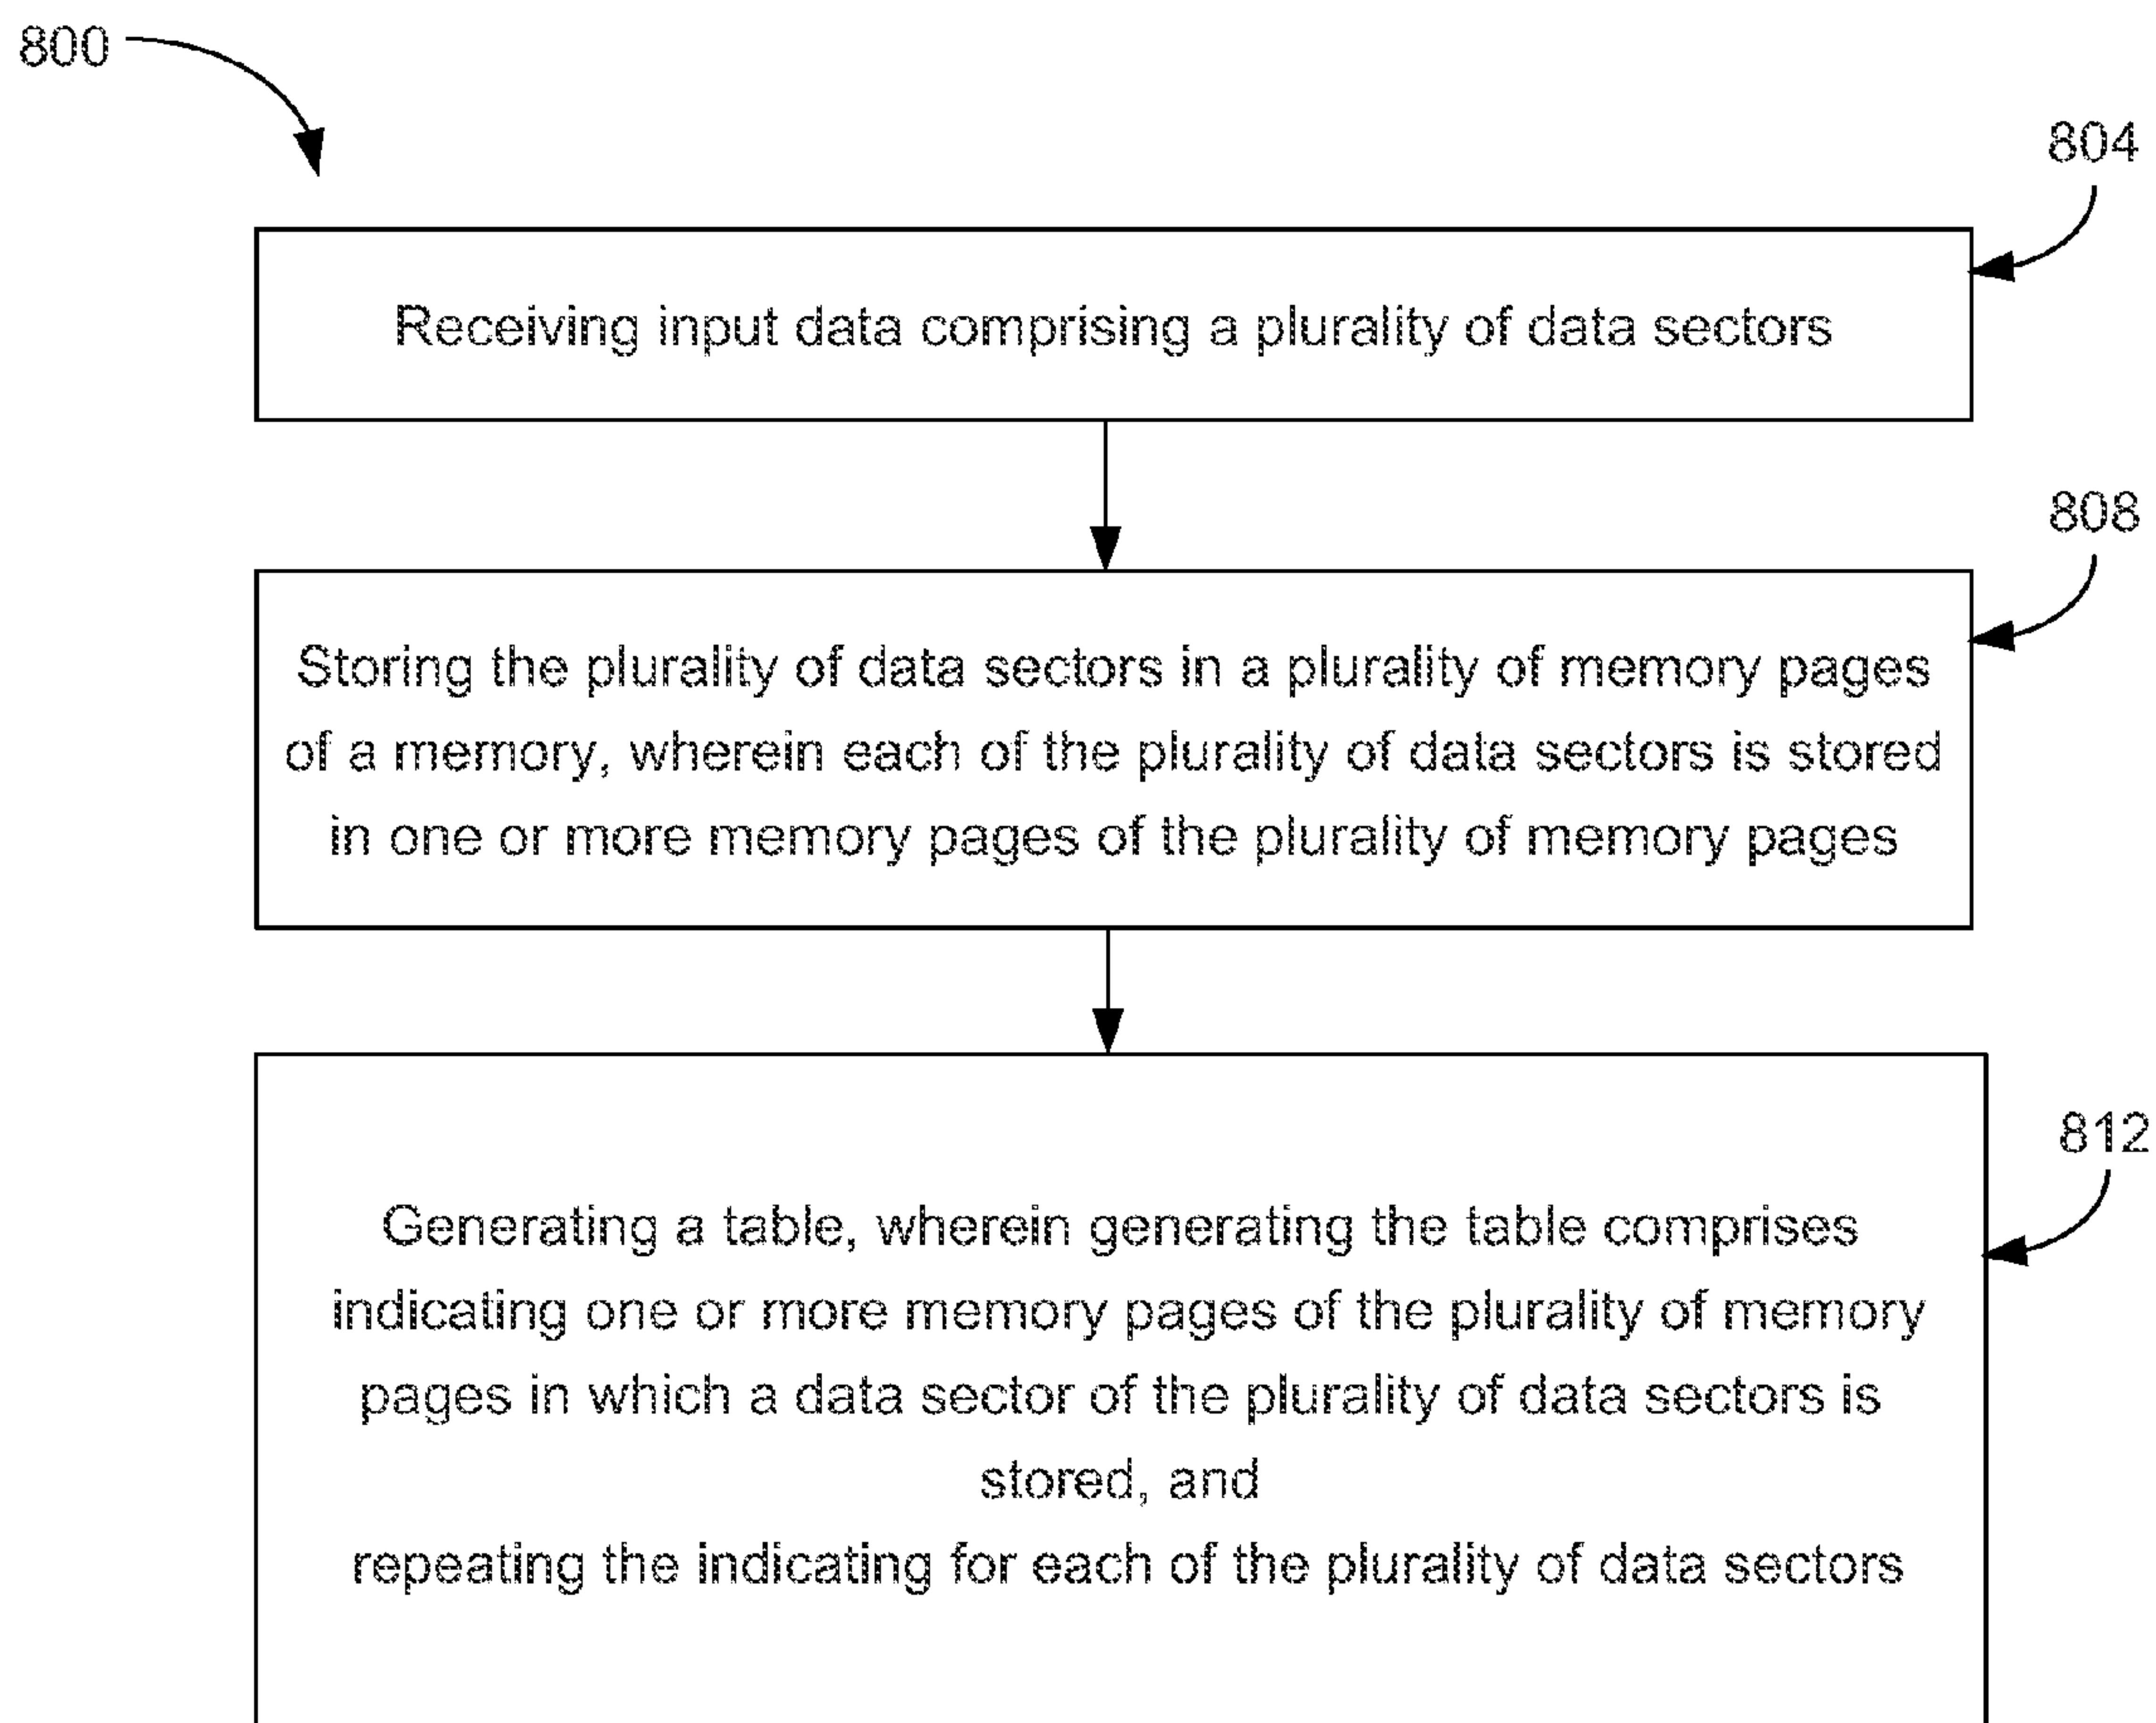 800
804
Receiving input data comprising a plurality of data sectors
808
Storing the plurality of data sectors in a plurality of memory pages
of a memory, wherein each of the plurality of data sectors is stored
in one or more memory pages of the plurality of memory pages
812
Generating a table, wherein generating the table comprises
indicating one or more memory pages of the plurality of memory
pages in which a data sector of the plurality of data sectors is
stored, and
repeating the indicating for each of the plurality of data sectors